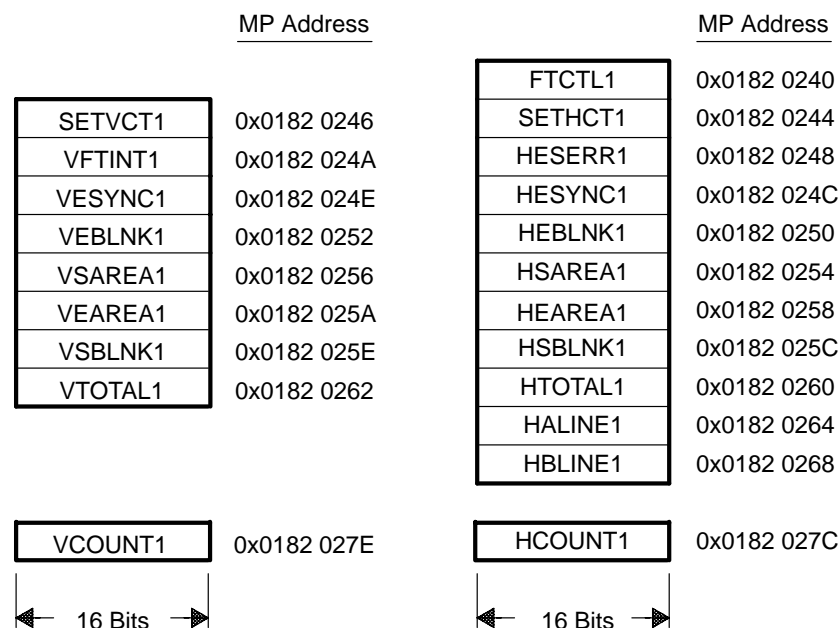 MP Address
SETVCT1 0x0182 0246
VFTINT1 0x0182 024A
VESYNC1 0x0182 024E
VEBLNK1 0x0182 0252
VSAREA1 0x0182 0256
VEAREA1 0x0182 025A
VSBLNK1 0x0182 025E
VTOTAL1 0x0182 0262
VCOUNT1 0x0182 027E
16 Bits
MP Address
FTCTL1 0x0182 0240
SETHCT1 0x0182 0244
HESERR1 0x0182 0248
HESYNC1 0x0182 024C
HEBLNK1 0x0182 0250
HSAREA1 0x0182 0254
HEAREA1 0x0182 0258
HSBLNK1 0x0182 025C
HTOTAL1 0x0182 0260
HALINE1 0x0182 0264
HBLINE1 0x0182 0268
HCOUNT1 0x0182 027C
16 Bits